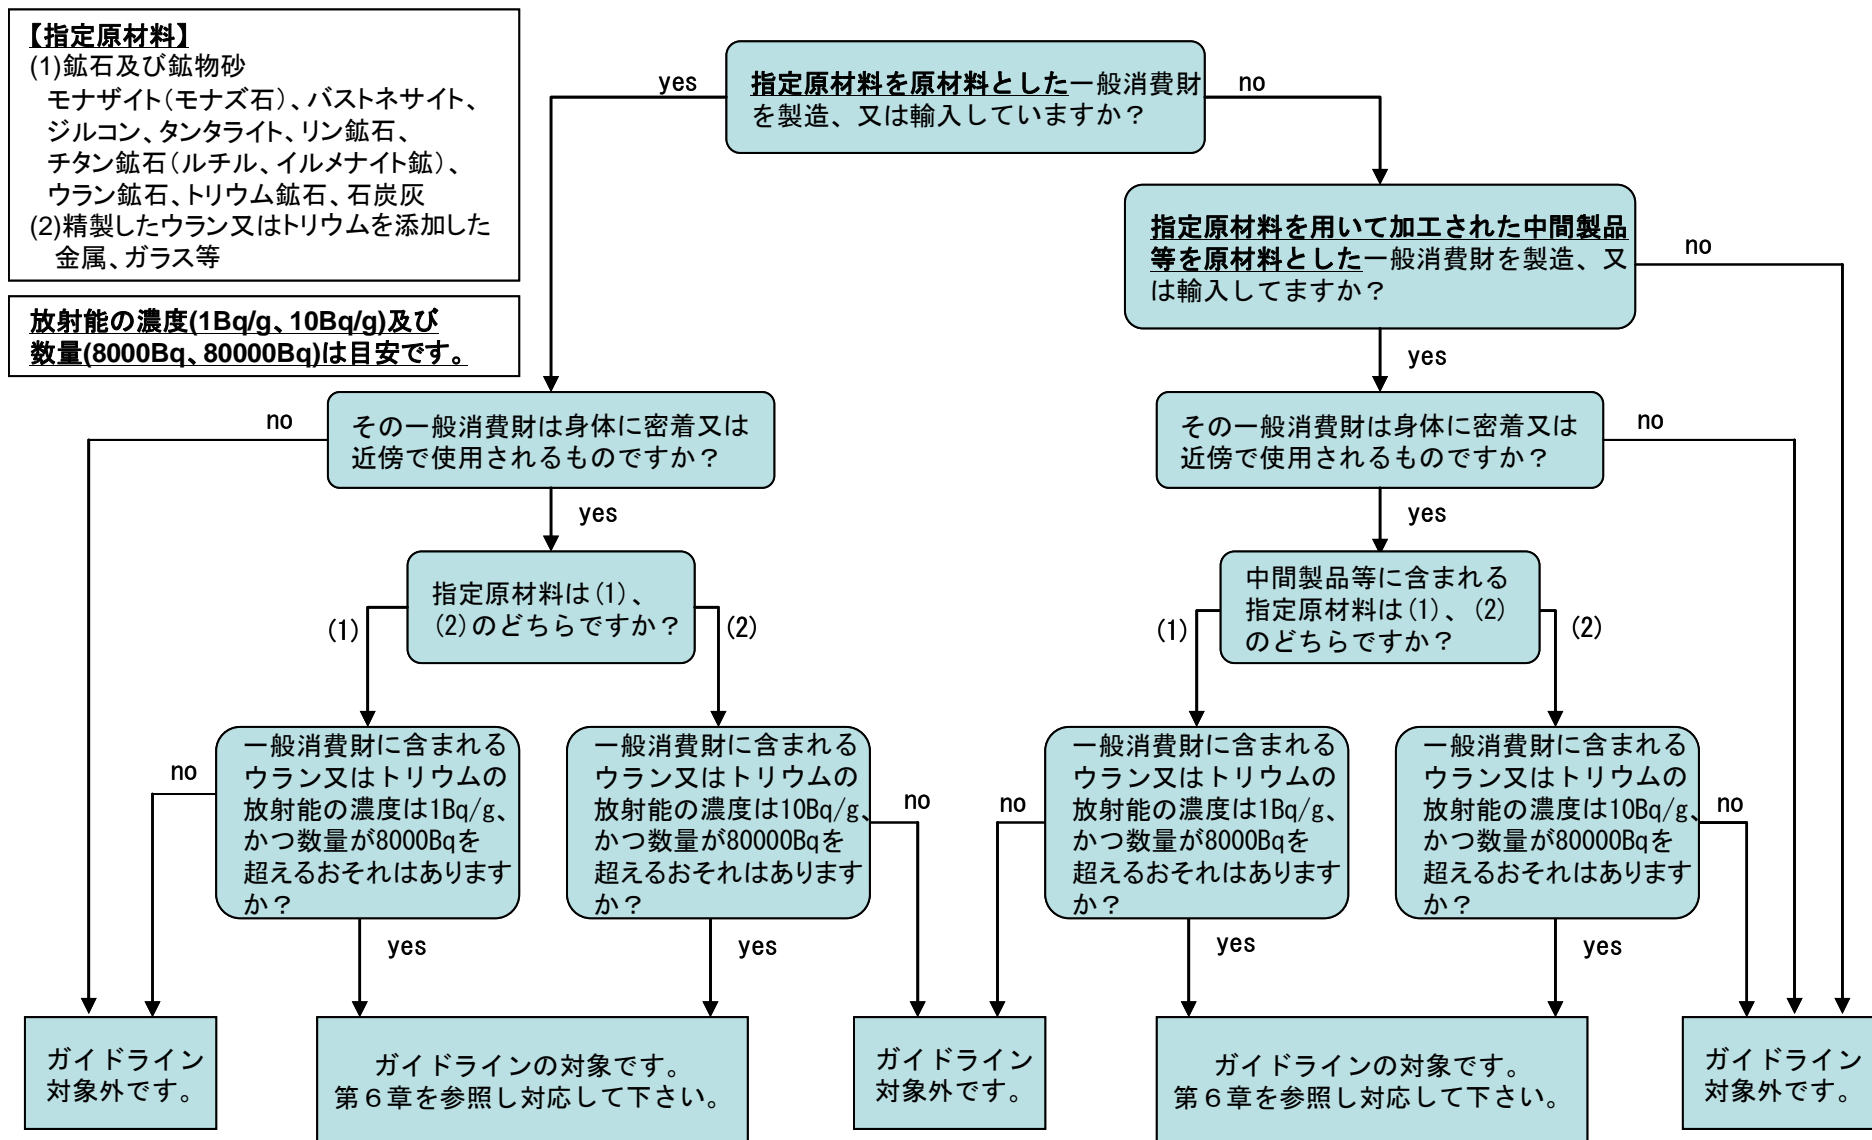 【指定原材料】
(1)鉱石及び鉱物砂
モナザイト(モナズ石)、バストネサイト、
ジルコン、タンタライト、リン鉱石、
チタン鉱石(ルチル、イルメナイト鉱)、
ウラン鉱石、トリウム鉱石、石炭灰
(2)精製したウラン又はトリウムを添加した
金属、ガラス等
放射能の濃度(1Bq/g、10Bq/g)及び
数量(8000Bq、80000Bq)は目安です。
指定原材料を原材料とした一般消費財
を製造、又は輸入していますか?
yes
no
指定原材料を用いて加工された中間製品
等を原材料とした一般消費財を製造、又
は輸入してますか?
no
yes
その一般消費財は身体に密着又は
近傍で使用されるものですか?
no
yes
その一般消費財は身体に密着又は
近傍で使用されるものですか?
no
yes
指定原材料は(1)、
(2)のどちらですか?
(1)
(2)
中間製品等に含まれる
指定原材料は(1)、(2)
のどちらですか?
(1)
(2)
一般消費財に含まれる
ウラン又はトリウムの
放射能の濃度は1Bq/g、
かつ数量が8000Bqを
超えるおそれはあります
か?
no
yes
一般消費財に含まれる
ウラン又はトリウムの
放射能の濃度は10Bq/g、
かつ数量が80000Bqを
超えるおそれはあります
か?
no
yes
一般消費財に含まれる
ウラン又はトリウムの
放射能の濃度は1Bq/g、
かつ数量が8000Bqを
超えるおそれはあります
か?
no
yes
一般消費財に含まれる
ウラン又はトリウムの
放射能の濃度は10Bq/g、
かつ数量が80000Bqを
超えるおそれはあります
か?
no
yes
ガイドライン
対象外です。
ガイドラインの対象です。
第6章を参照し対応して下さい。
ガイドライン
対象外です。
ガイドラインの対象です。
第6章を参照し対応して下さい。
ガイドライン
対象外です。